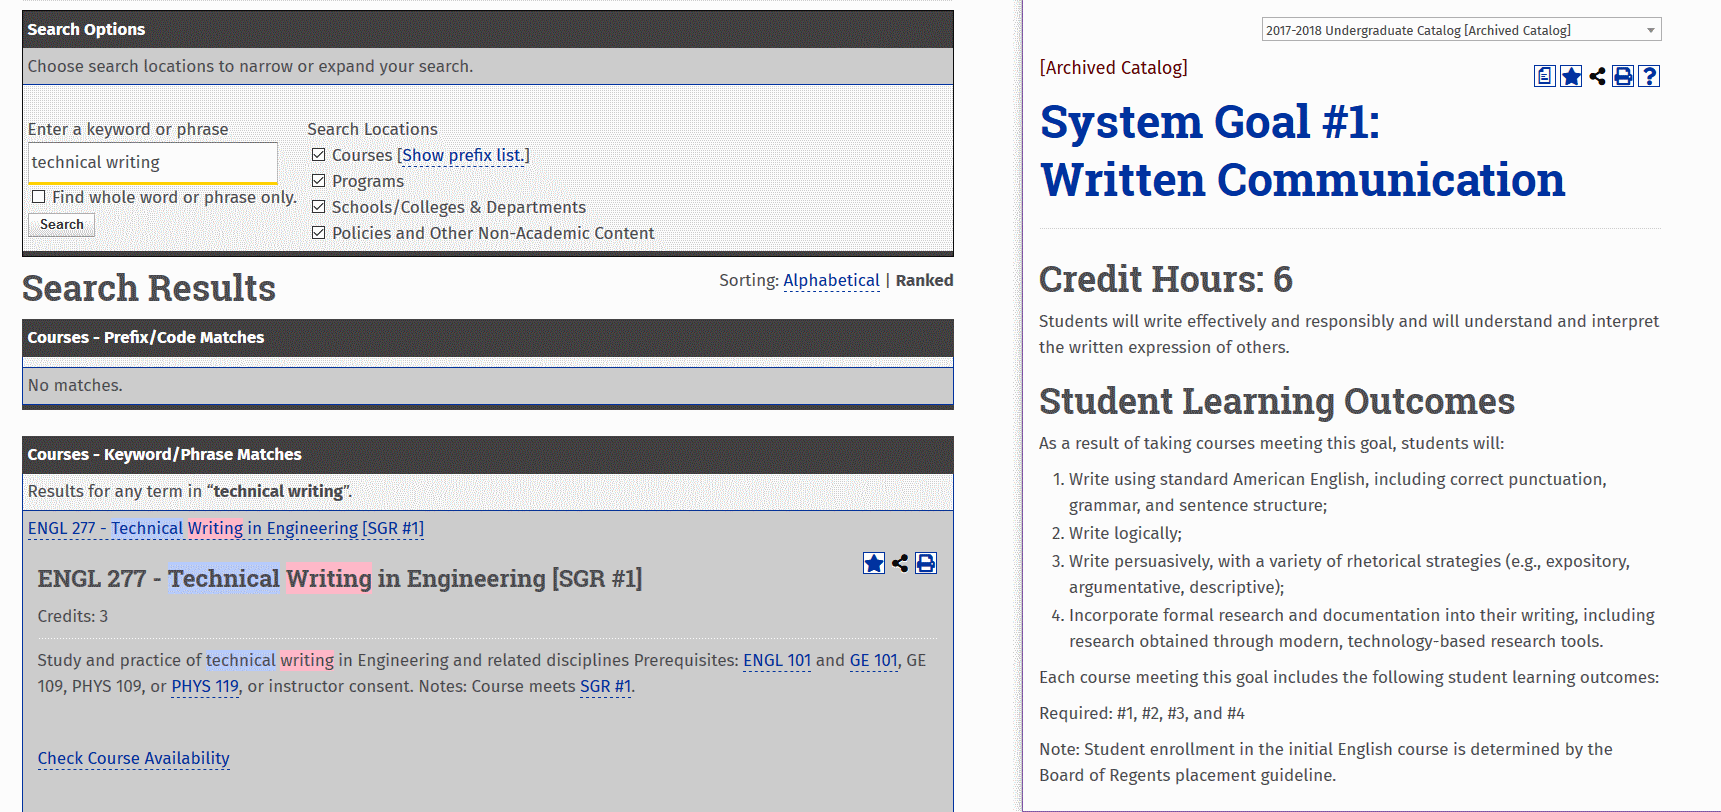 Search Options
Choose search locations to narrow or expand your search.
Enter a keyword or phrase
technical writing
Find whole word or phrase only.
Search
Search Locations
Courses [Show prefix list.]
Programs
Schools/Colleges & Departments
Policies and Other Non-Academic Content
Search Results
Sorting: Alphabetical | Ranked
Courses - Prefix/Code Matches
No matches.
Courses - Keyword/Phrase Matches
Results for any term in “technical writing”.
ENGL 277 - Technical Writing in Engineering [SGR #1]
ENGL 277 - Technical Writing in Engineering [SGR #1]
Credits: 3
Study and practice of technical writing in Engineering and related disciplines Prerequisites: ENGL 101 and GE 101, GE
109, PHYS 109, or PHYS 119, or instructor consent. Notes: Course meets SGR #1.
Check Course Availability
2017-2018 Undergraduate Catalog [Archived Catalog]
[Archived Catalog]
System Goal #1:
Written Communication
Credit Hours: 6
Students will write effectively and responsibly and will understand and interpret
the written expression of others.
Student Learning Outcomes
As a result of taking courses meeting this goal, students will:
1. Write using standard American English, including correct punctuation,
grammar, and sentence structure;
2. Write logically;
3. Write persuasively, with a variety of rhetorical strategies (e.g., expository,
argumentative, descriptive);
4. Incorporate formal research and documentation into their writing, including
research obtained through modern, technology-based research tools.
Each course meeting this goal includes the following student learning outcomes:
Required: #1, #2, #3, and #4
Note: Student enrollment in the initial English course is determined by the
Board of Regents placement guideline.